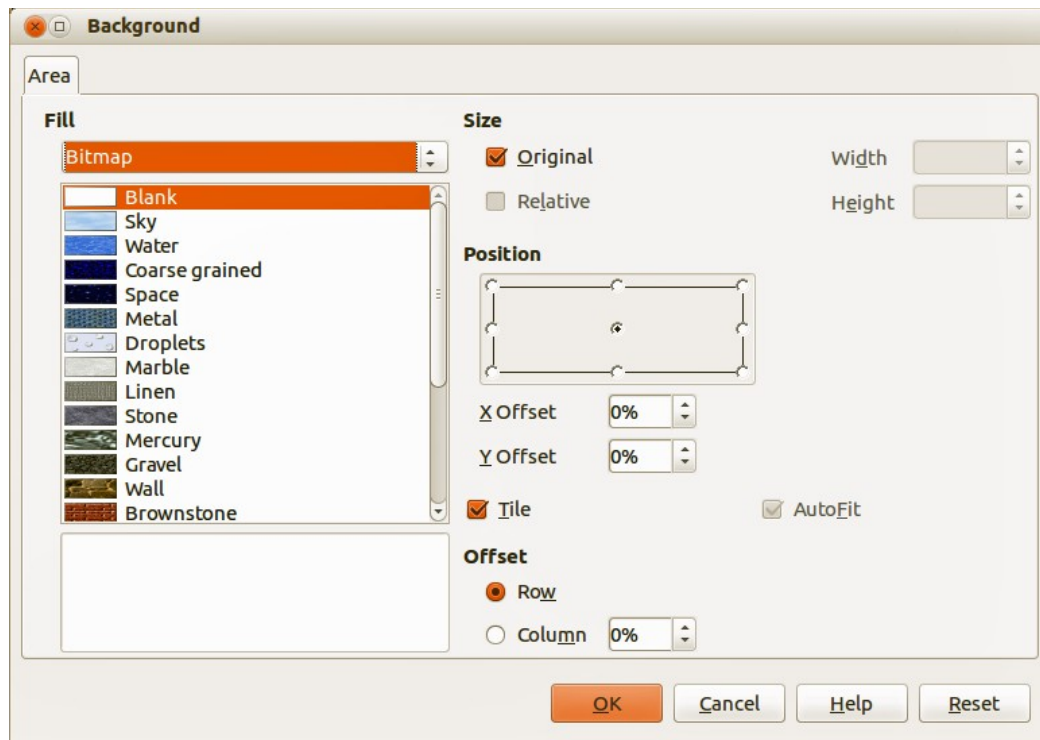 Background
Area
Fill
Bitmap
Blank
Sky
Water
Coarse grained
Space
Metal
Droplets
Marble
Linen
Stone
Mercury
Gravel
Wall
Brownstone
Size
Original
Width
Relative
Height
Position
X Offset 0%
Y Offset 0%
Tile
AutoFit
Offset
Row
Column 0%
OK
Cancel
Help
Reset